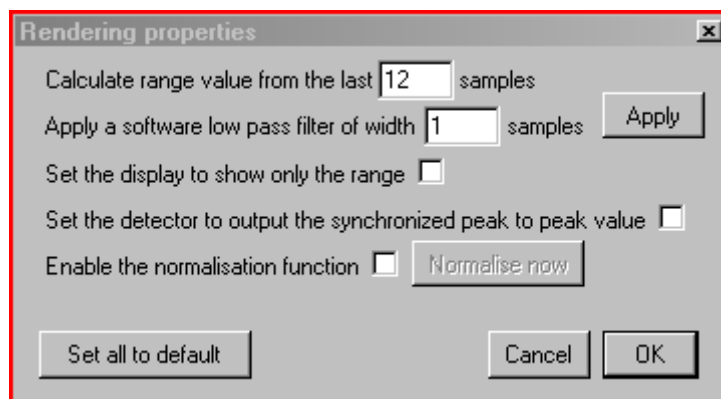 Rendering properties
Calculate range value from the last 12 samples
Apply a software low pass filter of width 1 samples
Apply
Set the display to show only the range
Set the detector to output the synchronized peak to peak value
Enable the normalisation function Normalise now
Set all to default Cancel OK